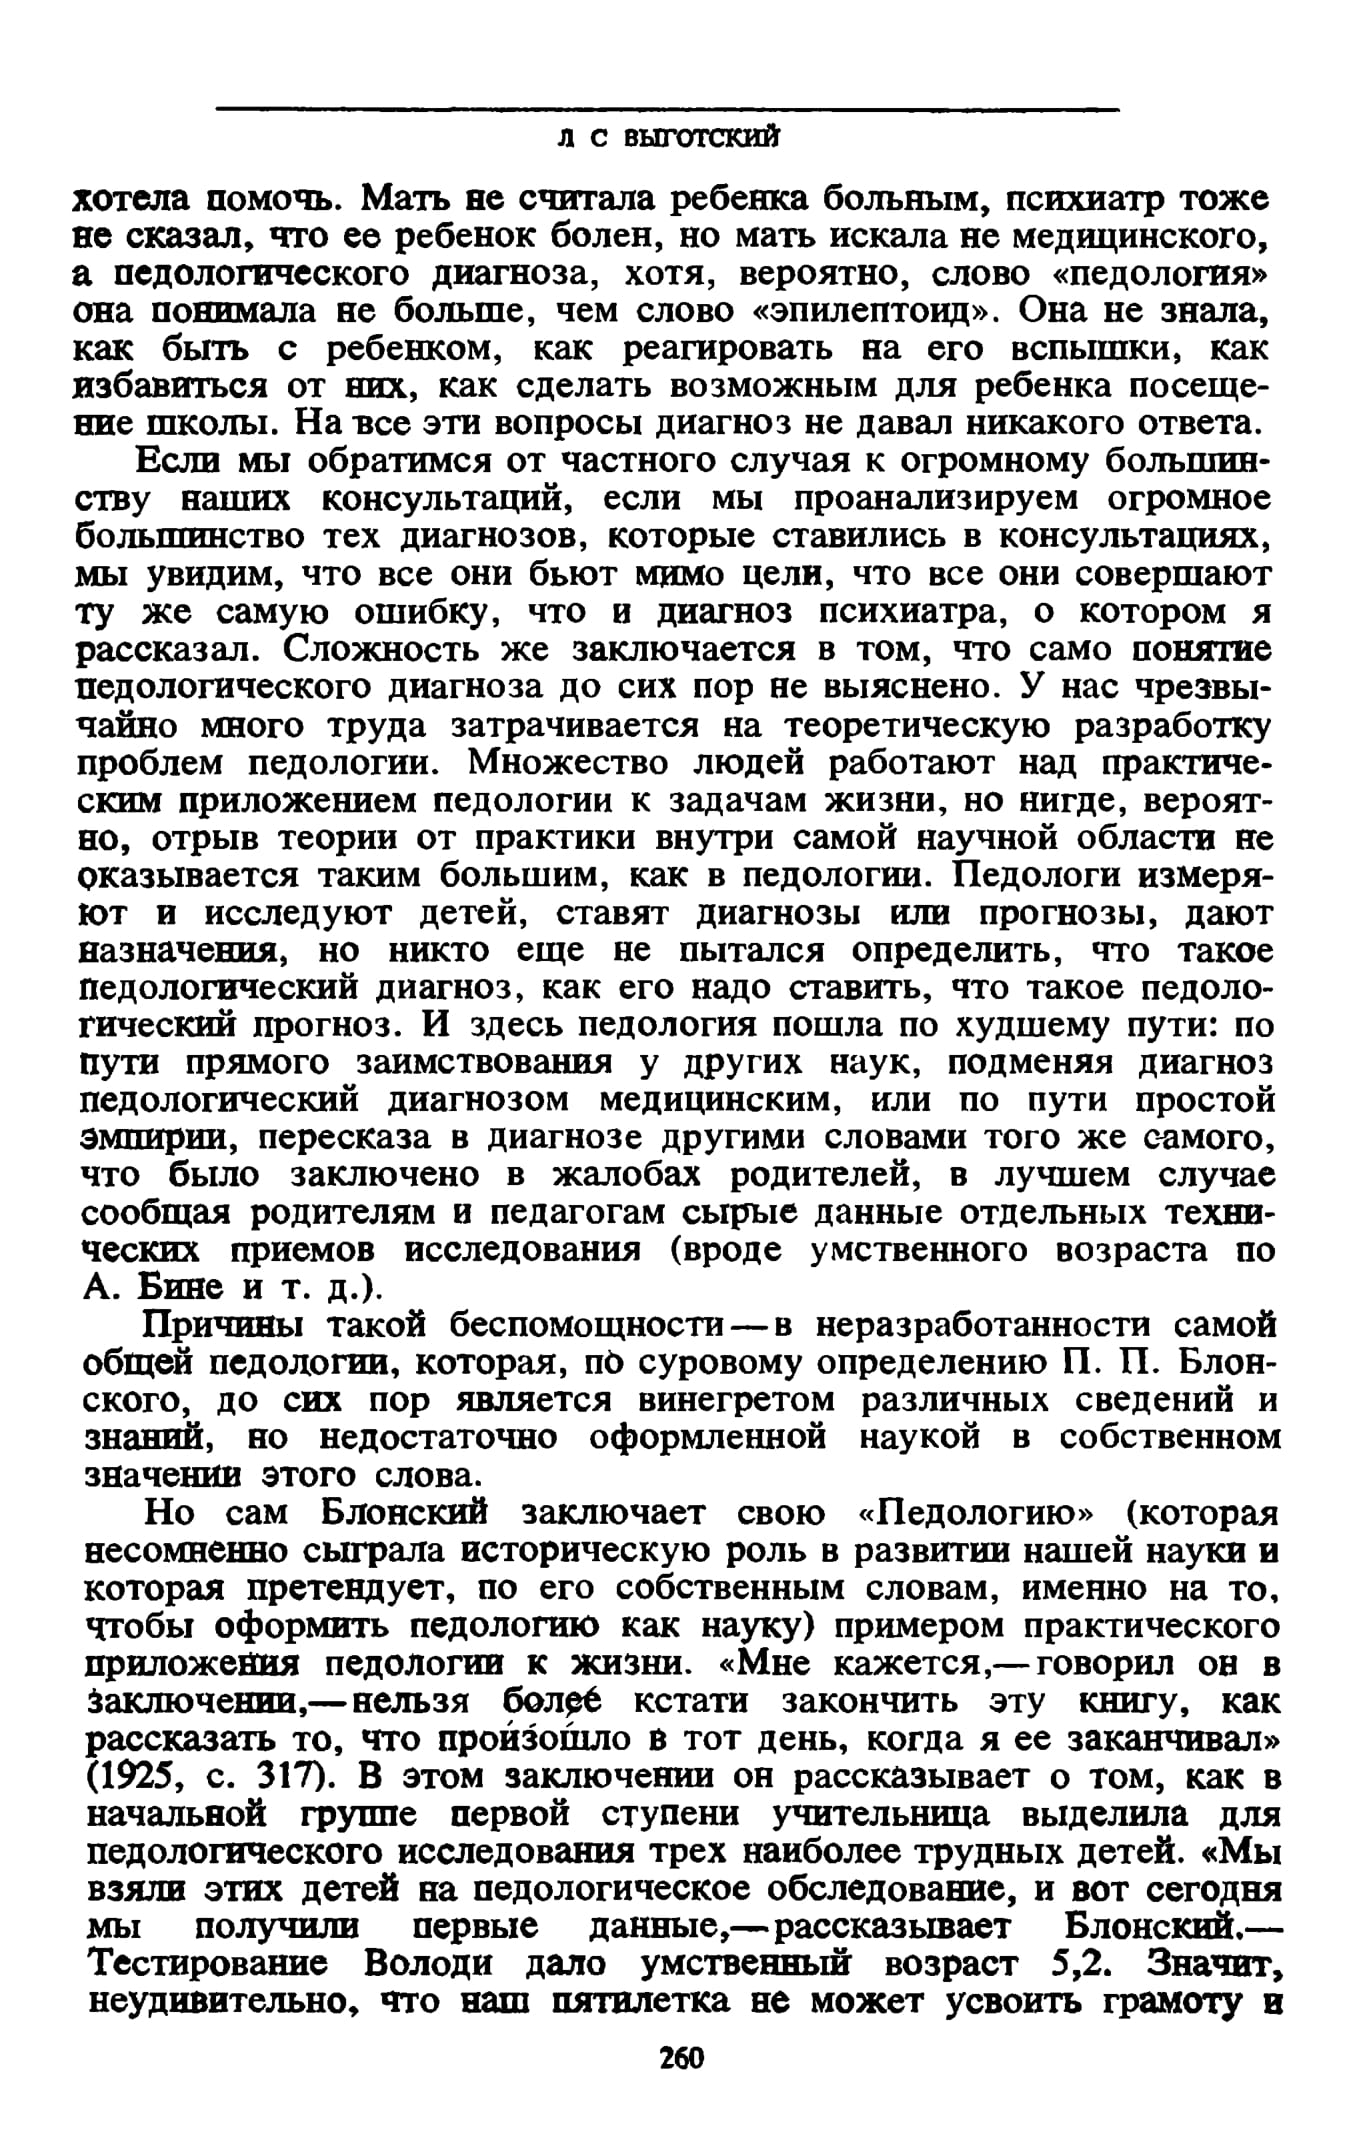 Л С ВЫГОТСКИЙ
хотела помочь. Мать не считала ребенка больным, психиатр тоже
не сказал, что ее ребенок болен, но мать искала не медицинского,
а педологического диагноза, хотя, вероятно, слово «педология»
она понимала не больше, чем слово «эпилептоид». Она не знала,
как быть с ребенком, как реагировать на его вспышки, как
избавиться от них, как сделать возможным для ребенка посеще-
ние школы. На все эти вопросы диагноз не давал никакого ответа.
Если мы обратимся от частного случая к огромному большин-
ству наших консультаций, если мы проанализируем огромное
большинство тех диагнозов, которые ставились в консультациях,
мы увидим, что все они бьют мимо цели, что все они совершают
ту же самую ошибку, что и диагноз психиатра, о котором я
рассказал. Сложность же заключается в том, что само понятие
педологического диагноза до сих пор не выяснено. У нас чрезвы-
чайно много труда затрачивается на теоретическую разработку
проблем педологии. Множество людей работают над практиче-
ским приложением педологии к задачам жизни, но нигде, вероят-
но, отрыв теории от практики внутри самой научной области не
оказывается таким большим, как в педологии. Педологи измеря-
ют и исследуют детей, ставят диагнозы или прогнозы, дают
назначения, но никто еще не пытался определить, что такое
педологический диагноз, как его надо ставить, что такое педоло-
гический прогноз. И здесь педология пошла по худшему пути: по
пути прямого заимствования у других наук, подменяя диагноз
педологический диагнозом медицинским, или по пути простой
эмпирии, пересказа в диагнозе другими словами того же самого,
что было заключено в жалобах родителей, в лучшем случае
сообщая родителям и педагогам сырые данные отдельных техни-
ческих приемов исследования (вроде умственного возраста по
А. Бине и т. д.).
Причины такой беспомощности — в неразработанности самой
общей педологии, которая, по суровому определению П. П. Блон-
ского, до сих пор является винегретом различных сведений и
знаний, но недостаточно оформленной наукой в собственном
значении этого слова.
Но сам Блонский заключает свою «Педологию» (которая
несомненно сыграла историческую роль в развитии нашей науки и
которая претендует, по его собственным словам, именно на то,
чтобы оформить педологию как науку) примером практического
приложения педологии к жизни. «Мне кажется,— говорил он в
заключении,— нельзя более кстати закончить эту книгу, как
рассказать то, что произошло в тот день, когда я ее заканчивал»
(1925, с. 317). В этом заключении он рассказывает о том, как в
начальной группе первой ступени учительница выделила для
педологического исследования трех наиболее трудных детей. «Мы
взяли этих детей на педологическое обследование, и вот сегодня
мы получили первые данные,— рассказывает Блонский.—
Тестирование Володи дало умственный возраст 5,2. Значит,
неудивительно, что наш пятилетка не может усвоить грамоту и
260